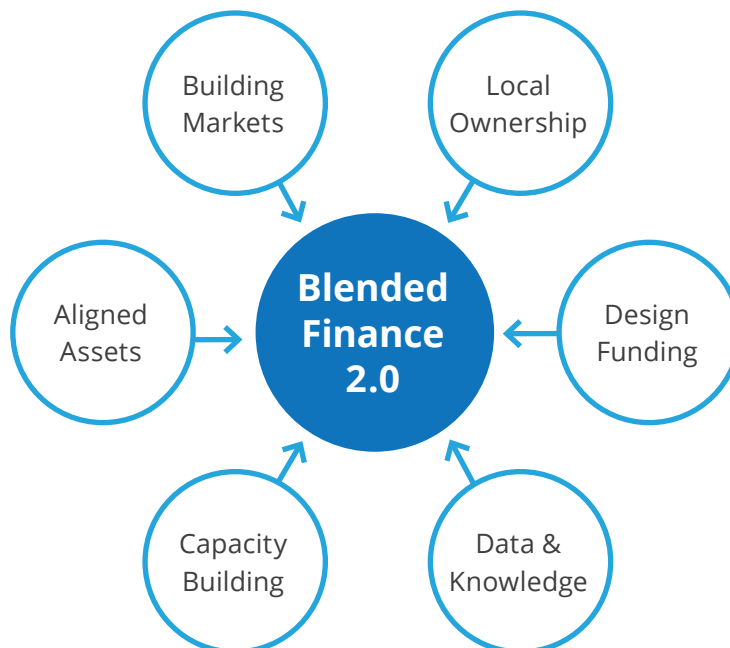 Building
Markets
Local
Ownership
Aligned
Assets
Blended
Finance
2.0
Design
Funding
Capacity
Building
Data &
Knowledge